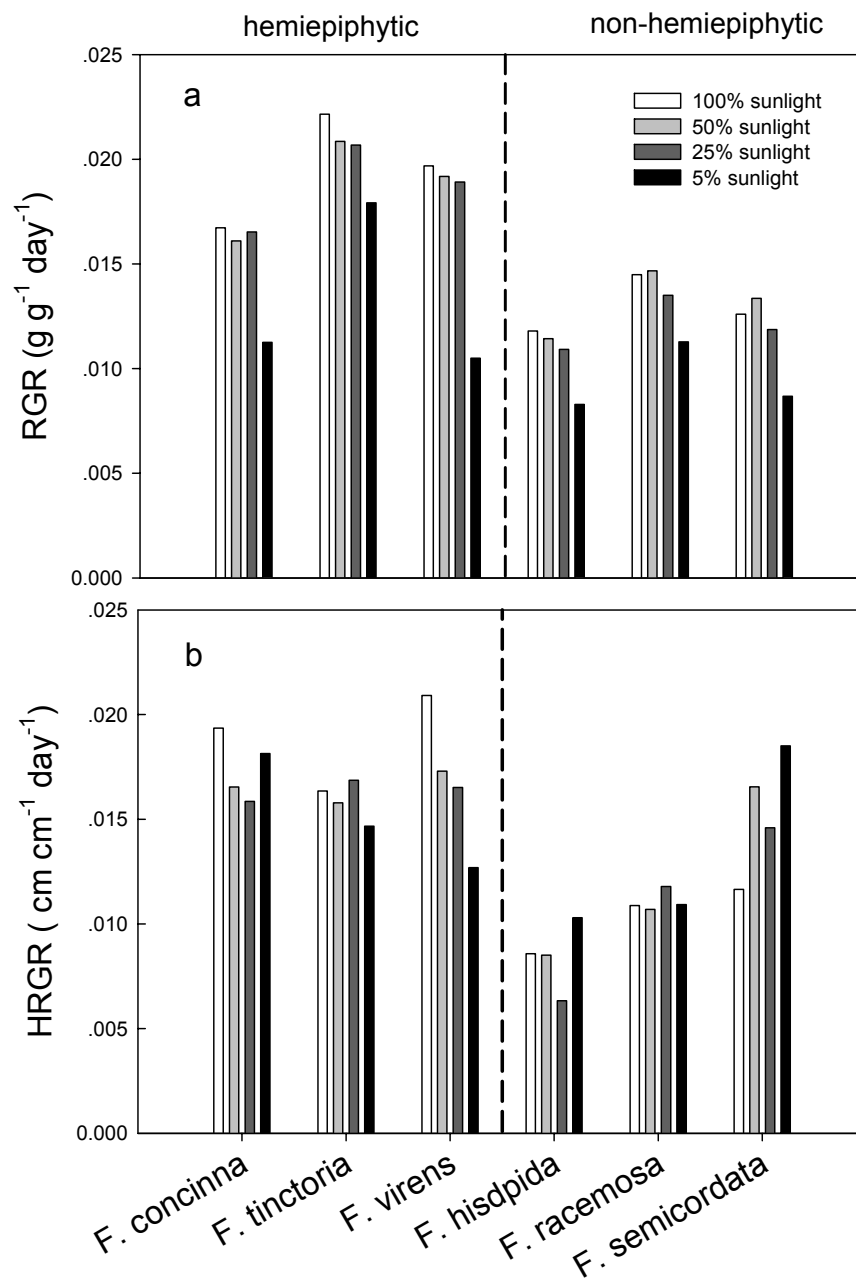 hemiepiphytic non-hemiepiphytic
a
100% sunlight
50% sunlight
25% sunlight
5% sunlight
RGR (g g⁻¹ day⁻¹)
.025
.020
.015
.010
.005
0.000
b
HRGR ( cm cm⁻¹ day⁻¹)
.025
.020
.015
.010
.005
0.000
F. concinna
F. tinctoria
F. virens
F. hisdpida
F. racemosa
F. semicordata